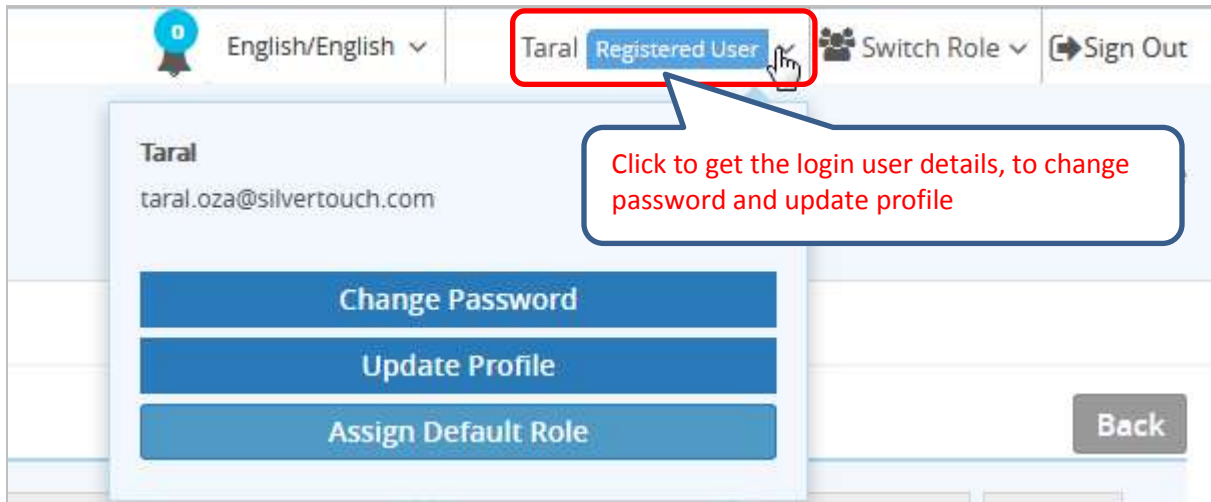 0
English/English
Taral Registered User
Switch Role
Sign Out
Taral
taral.oza@silvertouch.com
Click to get the login user details, to change
password and update profile
Change Password
Update Profile
Assign Default Role
Back